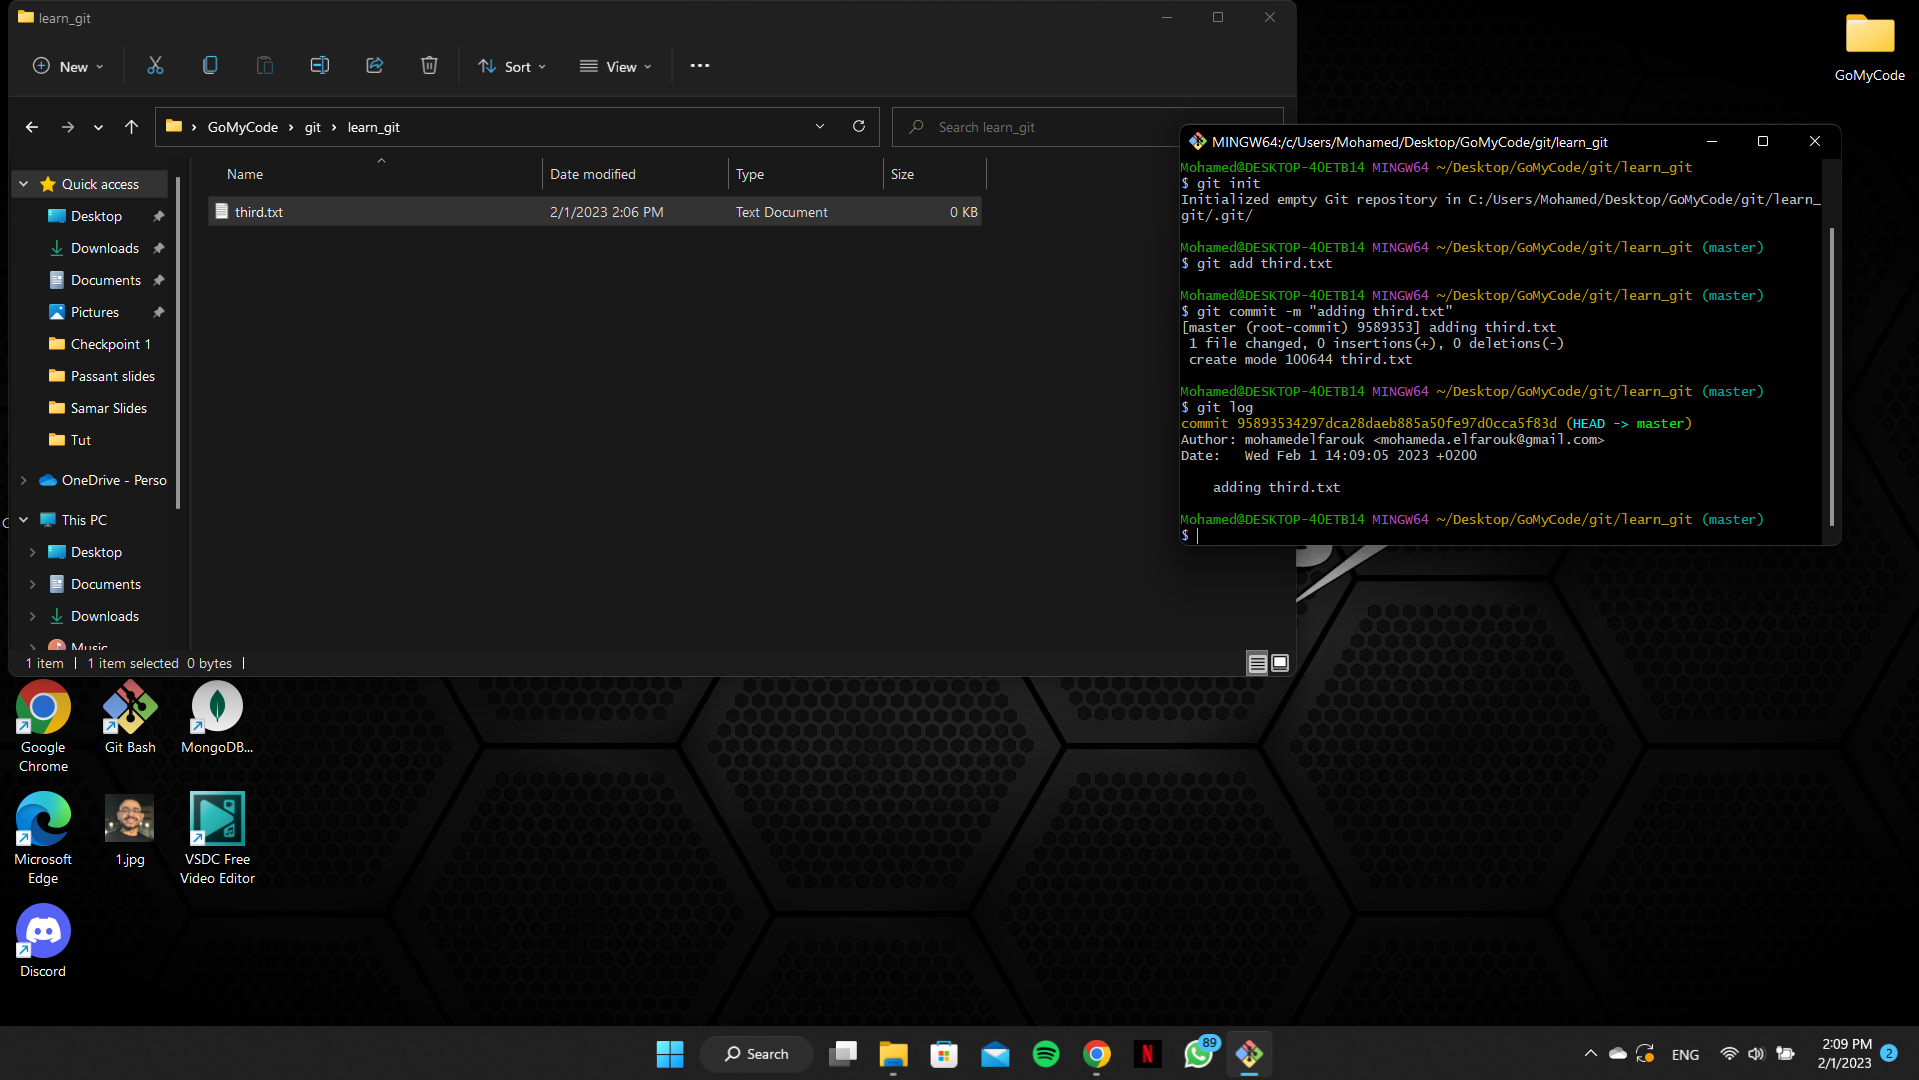 learn_git
New
Sort
View
GoMyCode
git
learn_git
Search learn_git
Quick access
Desktop
Downloads
Documents
Pictures
Checkpoint 1
Passant slides
Samar Slides
Tut
OneDrive - Perso
This PC
Desktop
Documents
Downloads
Music
Name
Date modified
Type
Size
third.txt
2/1/2023 2:06 PM
Text Document
0 KB
1 item
1 item selected
0 bytes
GoMyCode
MINGW64:/c/Users/Mohamed/Desktop/GoMyCode/git/learn_git
Mohamed@DESKTOP-4OETB14 MINGW64 ~/Desktop/GoMyCode/git/learn_git
$ git init
Initialized empty Git repository in C:/Users/Mohamed/Desktop/GoMyCode/git/learn_
git/.git/
Mohamed@DESKTOP-4OETB14 MINGW64 ~/Desktop/GoMyCode/git/learn_git (master)
$ git add third.txt
Mohamed@DESKTOP-4OETB14 MINGW64 ~/Desktop/GoMyCode/git/learn_git (master)
$ git commit -m "adding third.txt"
[master (root-commit) 9589353] adding third.txt
1 file changed, 0 insertions(+), 0 deletions(-)
create mode 100644 third.txt
Mohamed@DESKTOP-4OETB14 MINGW64 ~/Desktop/GoMyCode/git/learn_git (master)
$ git log
commit 95893534297dca28daeb885a50fe97d0cca5f83d (HEAD -> master)
Author: mohamedelfarouk <mohameda.elfarouk@gmail.com>
Date:   Wed Feb 1 14:09:05 2023 +0200
adding third.txt
Mohamed@DESKTOP-4OETB14 MINGW64 ~/Desktop/GoMyCode/git/learn_git (master)
$
Google
Chrome
Git Bash
MongoDB...
Microsoft
Edge
1.jpg
VSDC Free
Video Editor
Discord
Search
89
ENG
2:09 PM
2/1/2023
2